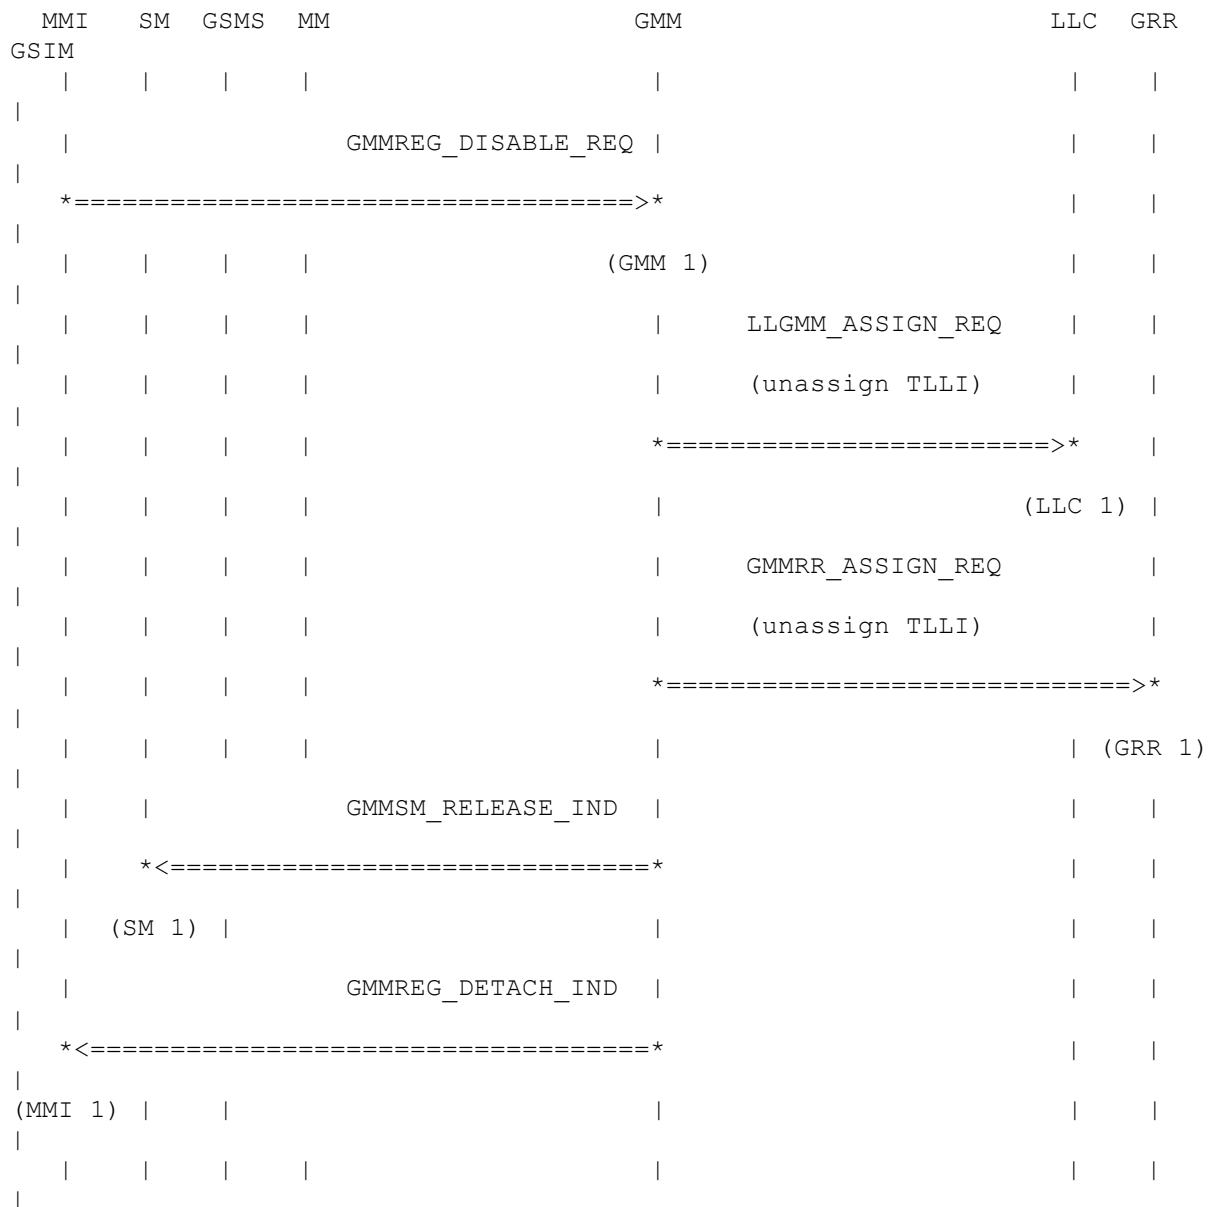 MMI SM GSMS MM GMM LLC GRR
GSIM
| | | | | | |
|
| GMMREG_DISABLE_REQ | | |
|
*===================================>* | |
|
| | | | (GMM 1) | |
|
| | | | | LLGMM_ASSIGN_REQ | |
|
| | | | | (unassign TLLI) | |
|
| | | | *========================>* |
|
| | | | | (LLC 1) |
|
| | | | | GMMRR_ASSIGN_REQ |
|
| | | | | (unassign TLLI) |
|
| | | | *=============================>*
|
| | | | | | (GRR 1)
|
| | GMMSM_RELEASE_IND | | |
|
| *<==============================* | |
|
| (SM 1) | | | |
|
| GMMREG_DETACH_IND | | |
|
*<===================================* | |
|
(MMI 1) | | | | |
|
| | | | | | |
|